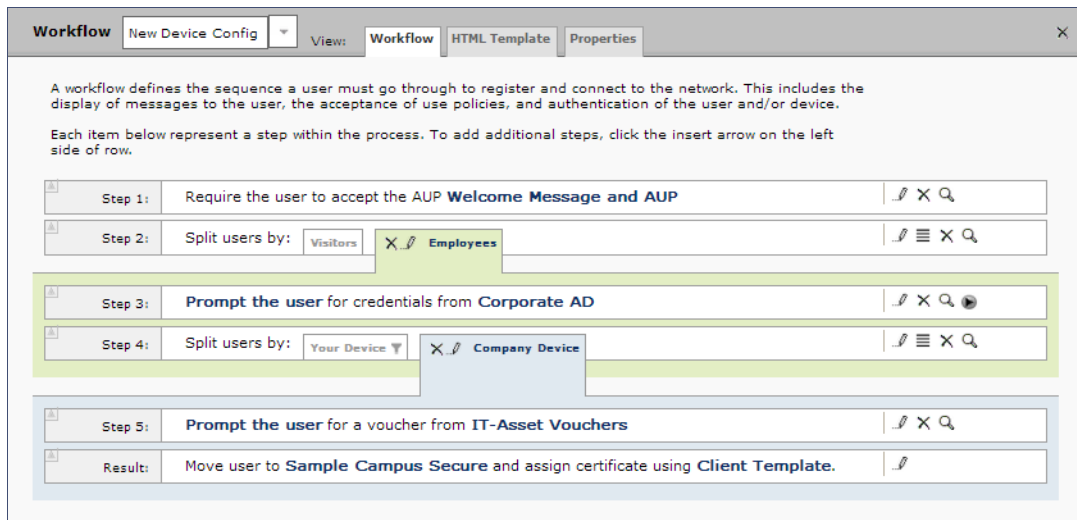 Workflow New Device Config View: Workflow HTML Template Properties
A workflow defines the sequence a user must go through to register and connect to the network. This includes the
display of messages to the user, the acceptance of use policies, and authentication of the user and/or device.
Each item below represent a step within the process. To add additional steps, click the insert arrow on the left
side of row.
Step 1: Require the user to accept the AUP Welcome Message and AUP
Step 2: Split users by: Visitors Employees
Step 3: Prompt the user for credentials from Corporate AD
Step 4: Split users by: Your Device Company Device
Step 5: Prompt the user for a voucher from IT-Asset Vouchers
Result: Move user to Sample Campus Secure and assign certificate using Client Template.